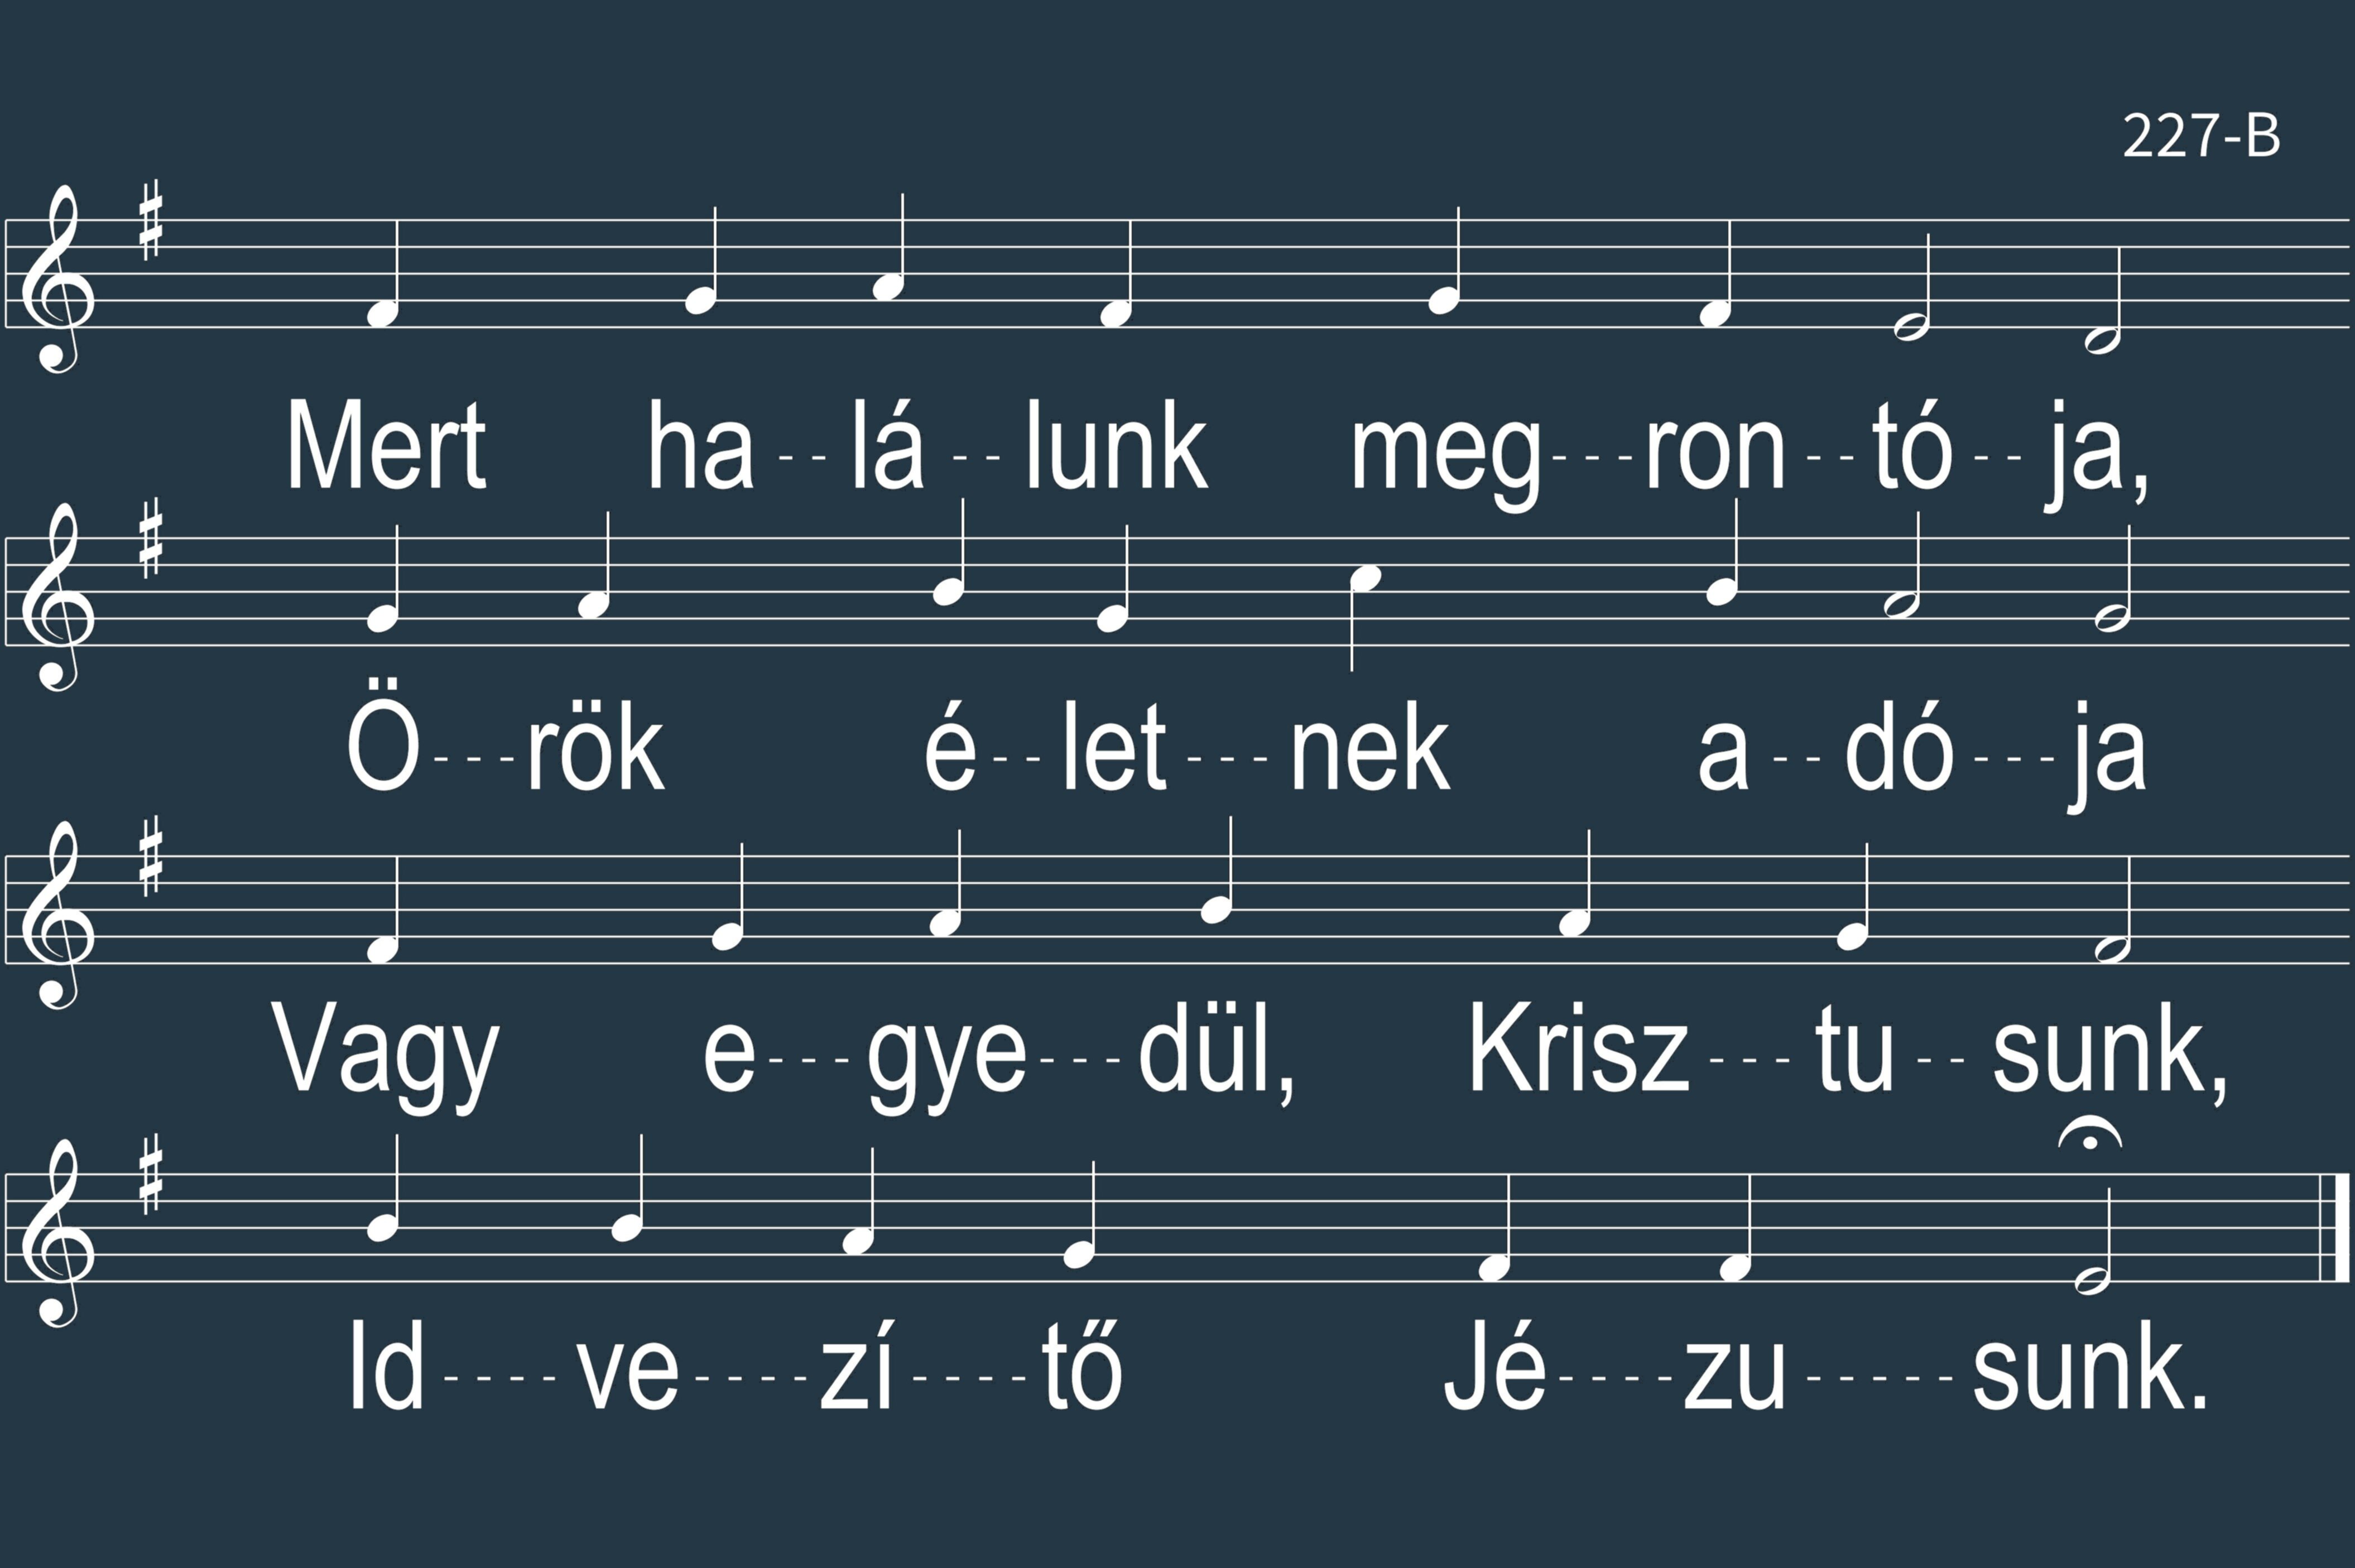 227-B
Mert ha--lá--lunk meg---ron--tó--ja,
Ö---rök é--let---nek a--dó---ja
Vagy e---gye---dül, Krisz---tu--sunk,
Id----ve----zí----tő Jé----zu-----sunk.